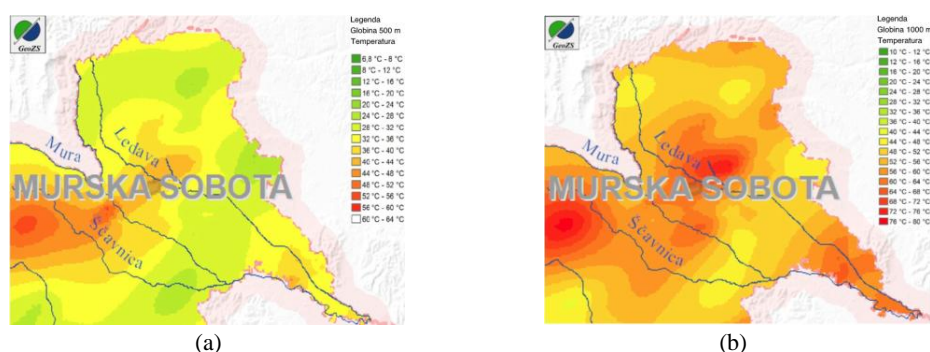 GeoZS
Mura
Ledava
MURSKA SOBOTA
Ščavnica
Legenda
Globina 500 m
Temperatura
6,8 °C - 8 °C
8 °C - 12 °C
12 °C - 16 °C
16 °C - 20 °C
20 °C - 24 °C
24 °C - 28 °C
28 °C - 32 °C
32 °C - 36 °C
36 °C - 40 °C
40 °C - 44 °C
44 °C - 48 °C
48 °C - 52 °C
52 °C - 56 °C
56 °C - 60 °C
60 °C - 64 °C
(a)
GeoZS
Mura
Ledava
MURSKA SOBOTA
Ščavnica
Legenda
Globina 1000 m
Temperatura
10 °C - 12 °C
12 °C - 16 °C
16 °C - 20 °C
20 °C - 24 °C
24 °C - 28 °C
28 °C - 32 °C
32 °C - 36 °C
36 °C - 40 °C
40 °C - 44 °C
44 °C - 48 °C
48 °C - 52 °C
52 °C - 56 °C
56 °C - 60 °C
60 °C - 64 °C
64 °C - 68 °C
68 °C - 72 °C
72 °C - 76 °C
76 °C - 80 °C
(b)